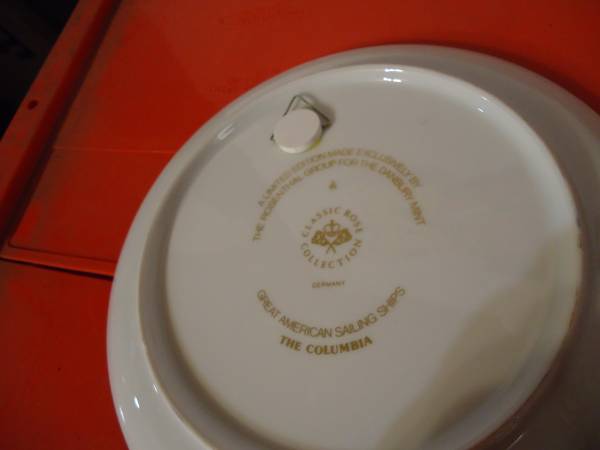 A LIMITED EDITION MADE EXCLUSIVELY BY
THE ROSENTHAL GROUP FOR THE DANBURY MINT
CLASSIC ROSE
COLLECTION
GERMANY
GREAT AMERICAN SAILING SHIPS
THE COLUMBIA